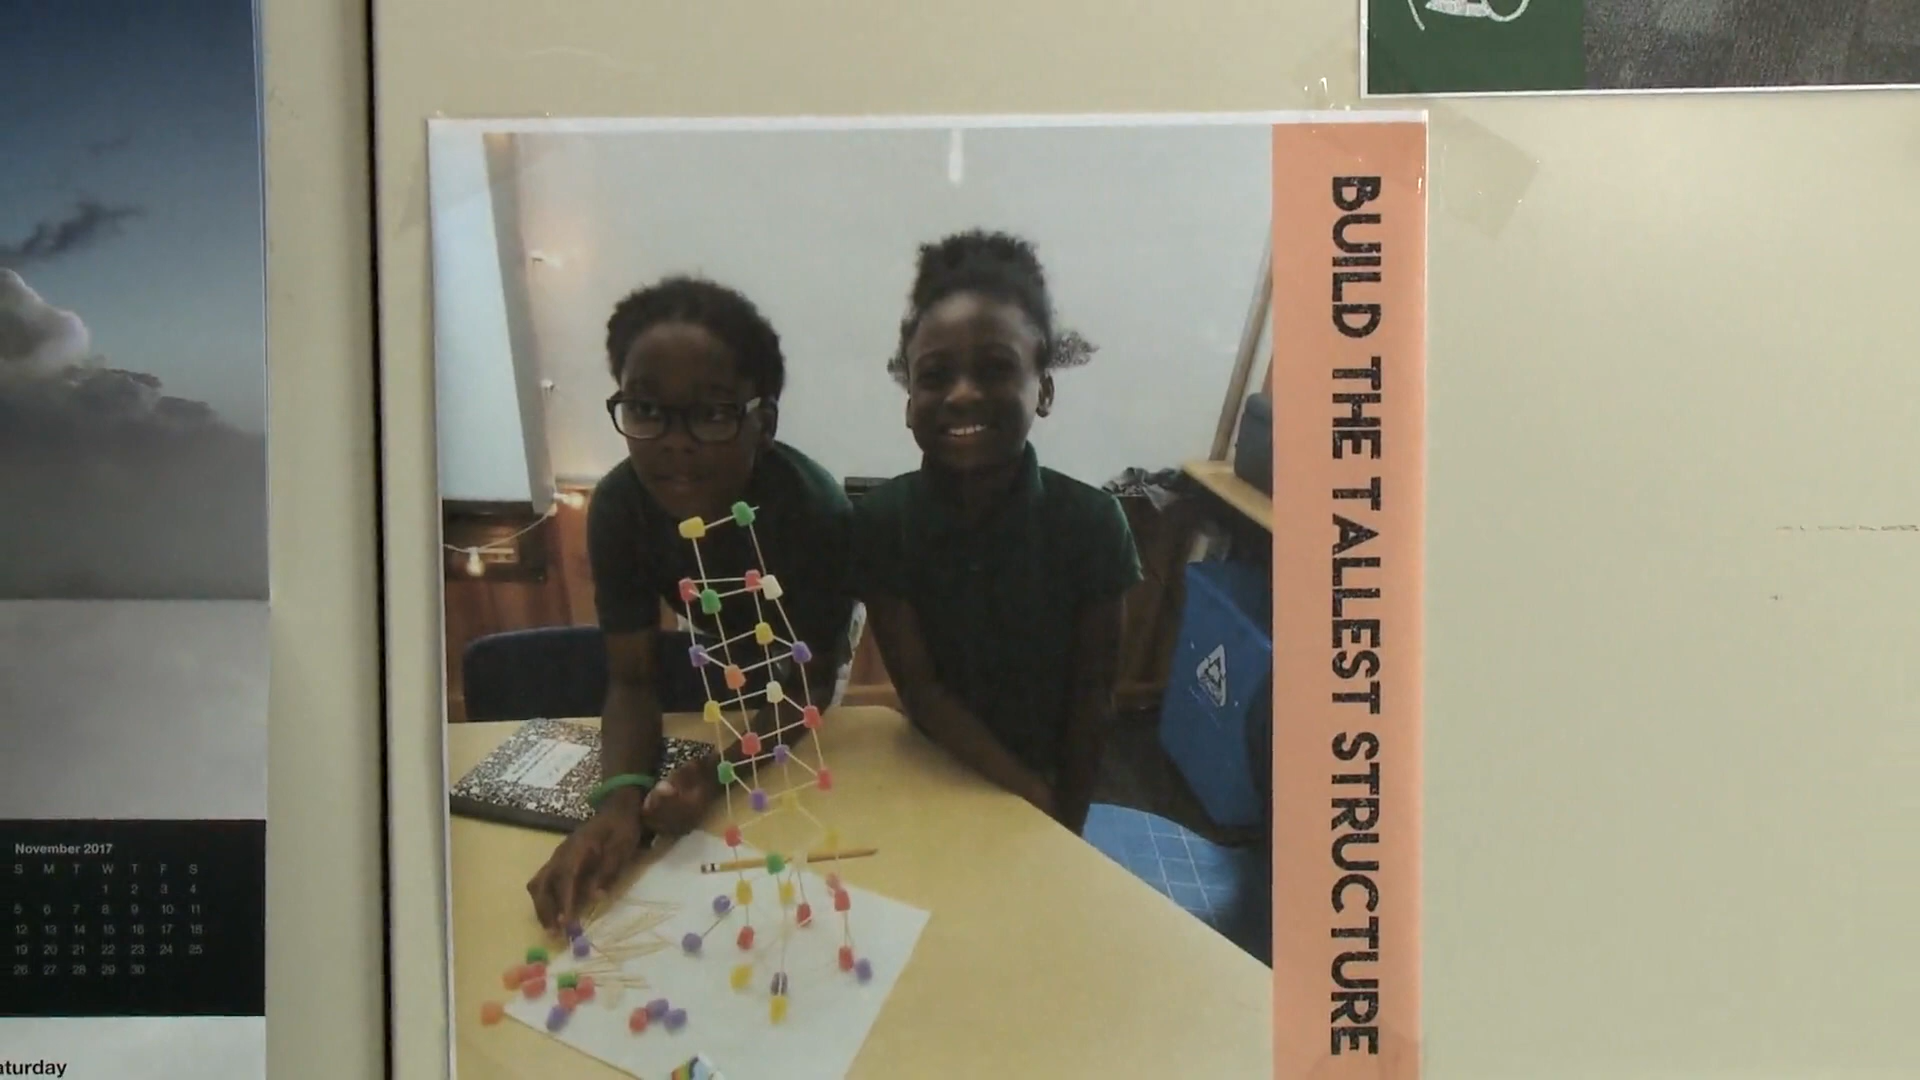 BUILD THE TALLEST STRUCTURE
November 2017
S M T W T F S
1 2 3 4
5 6 7 8 9 10 11
12 13 14 15 16 17 18
19 20 21 22 23 24 25
26 27 28 29 30
aturday